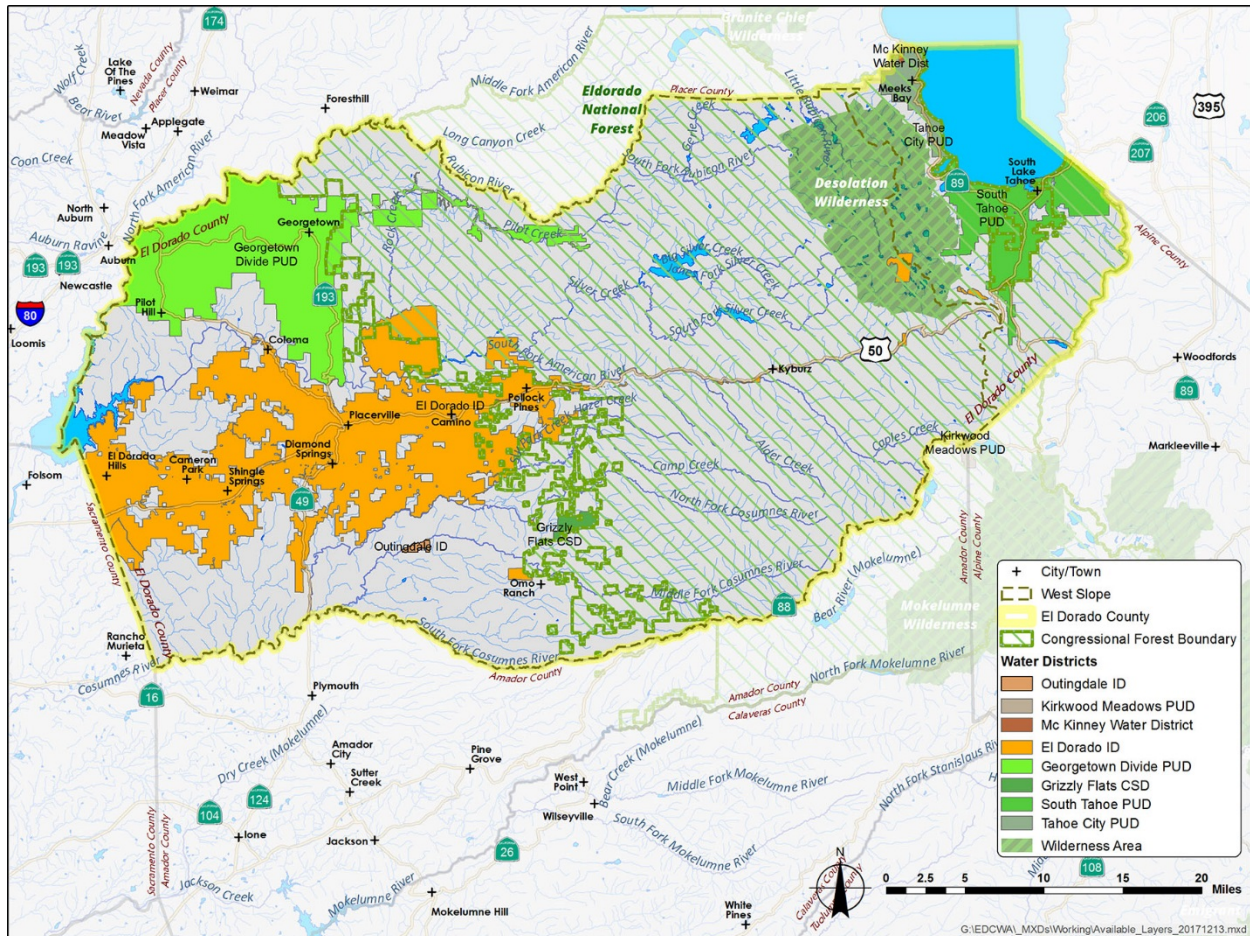 174
Granite Chief
Wilderness
Lake
Of The
Pines
Weimar
Wolf Creek
Nevada County
Placer County
Bear River
Applegate
Meadow
Vista
Foresthill
Middle Fork American River
Long Canyon Creek
Eldorado
National
Forest
Placer County
Mc Kinney
Water Dist
Meeks
Bay
Tahoe
City PUD
395
206
207
89
South
Lake
Tahoe
South
Tahoe
PUD
Desolation
Wilderness
Gerle Creek
South Fork Rubicon River
Rubicon River
Coon Creek
North Fork American River
North
Auburn
Auburn Ravine
Auburn
193
193
Newcastle
80
Loomis
El Dorado County
Georgetown
Georgetown
Divide PUD
193
Rock Creek
Pilot Creek
Silver Creek
South Fork Silver Creek
Alpine County
Pilot
Hill
Coloma
South Fork American River
50
Kyburz
Woodfords
89
Markleeville
El Dorado County
Pollock
Pines
El Dorado ID
Camino
Placerville
Hazel Creek
Diamond
Springs
El Dorado
Hills
Cameron
Park
Shingle
Springs
Folsom
49
Alder Creek
Caples Creek
Kirkwood
Meadows PUD
Camp Creek
North Fork Cosumnes River
Grizzly
Flats CSD
Outingdale ID
Omo
Ranch
Middle Fork Cosumnes River
Sacramento County
El Dorado County
Rancho
Murieta
Cosumnes River
South Fork Cosumnes River
Amador County
88
Bear River (Mokelumne)
Mokelumne
Wilderness
Amador County
Alpine County
North Fork Mokelumne River
Amador County
Calaveras County
16
Plymouth
Dry Creek (Mokelumne)
Amador
City
Sutter
Creek
Pine
Grove
West
Point
Wilseyville
Bear Creek (Mokelumne)
Middle Fork Mokelumne River
South Fork Mokelumne River
North Fork Stanislaus
104
124
Ione
Jackson
26
Sacramento County
Amador County
Jackson Creek
Mokelumne River
Mokelumne Hill
White
Pines
Calaveras County
Tuolumne County
City/Town
West Slope
El Dorado County
Congressional Forest Boundary
Water Districts
Outingdale ID
Kirkwood Meadows PUD
Mc Kinney Water District
El Dorado ID
Georgetown Divide PUD
Grizzly Flats CSD
South Tahoe PUD
Tahoe City PUD
Wilderness Area
108
N
0 2.5 5 10 15 20
Miles
G:\EDCWA\_MXDs\Working\Available_Layers_20171213.mxd